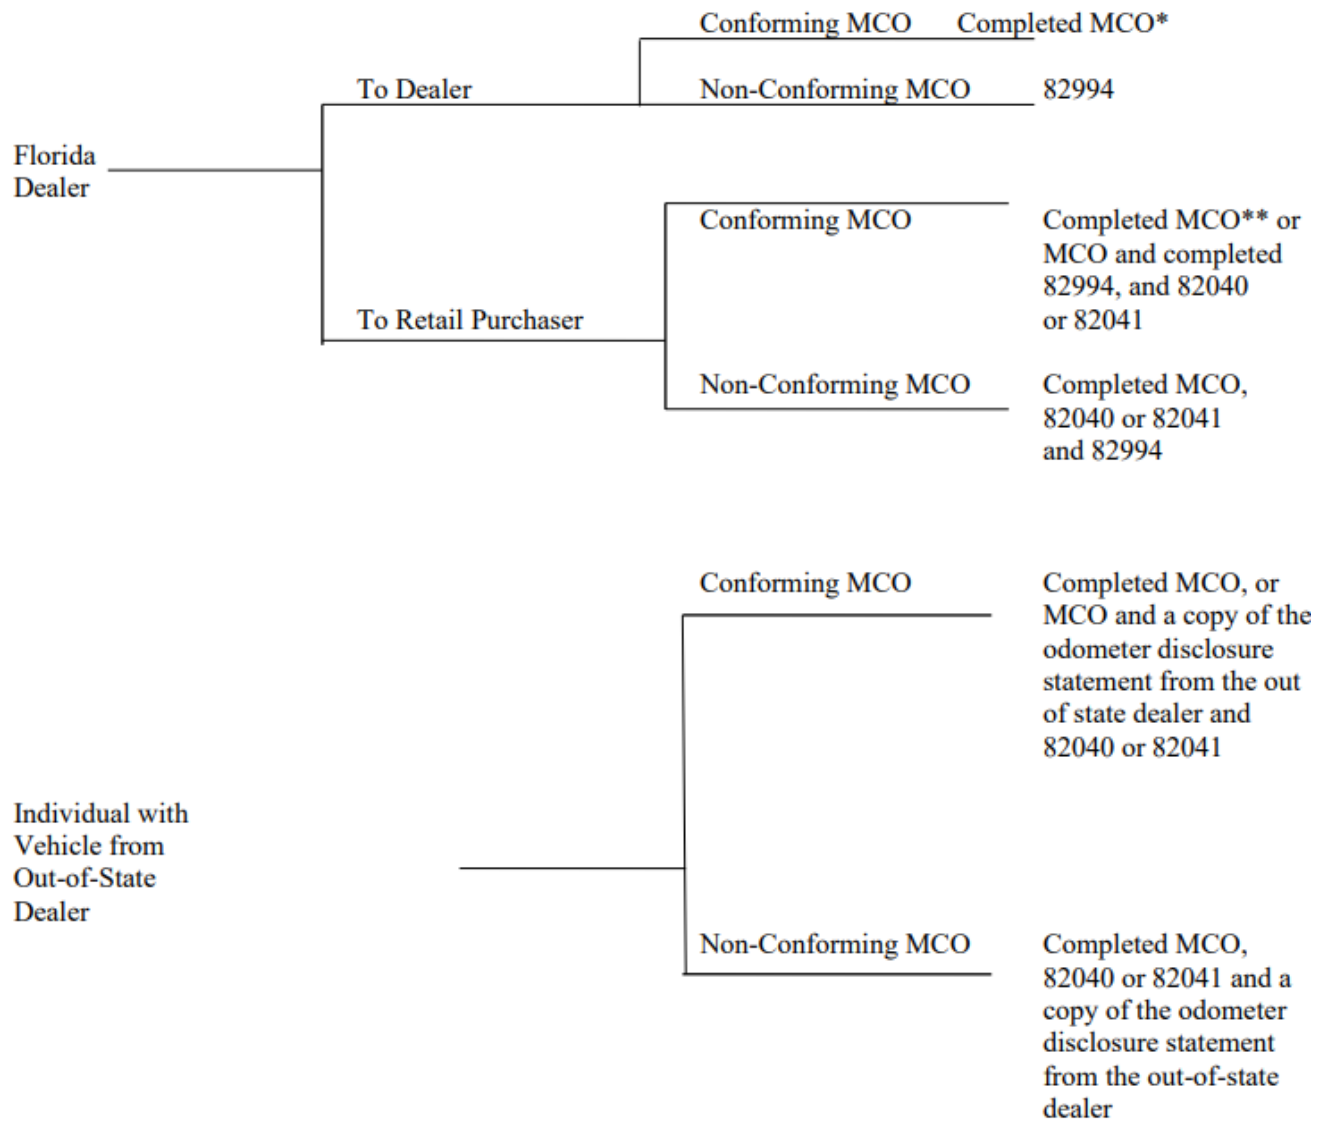 Conforming MCO Completed MCO*
To Dealer
Non-Conforming MCO
82994
Florida
Dealer
Conforming MCO
Completed MCO** or
MCO and completed
82994, and 82040
or 82041
To Retail Purchaser
Non-Conforming MCO
Completed MCO,
82040 or 82041
and 82994
Conforming MCO
Completed MCO, or
MCO and a copy of the
odometer disclosure
statement from the out
of state dealer and
82040 or 82041
Individual with
Vehicle from
Out-of-State
Dealer
Non-Conforming MCO
Completed MCO,
82040 or 82041 and a
copy of the odometer
disclosure statement
from the out-of-state
dealer